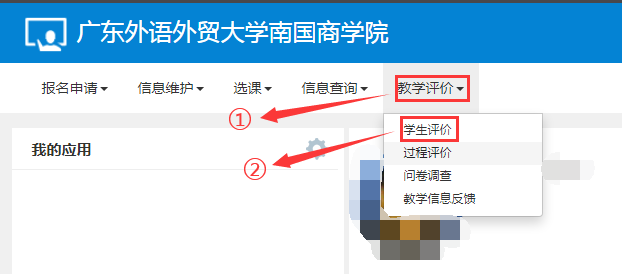 广东外语外贸大学南国商学院
报名申请 信息维护 选课 信息查询 教学评价
①
学生评价
过程评价
问卷调查
教学信息反馈
我的应用
②